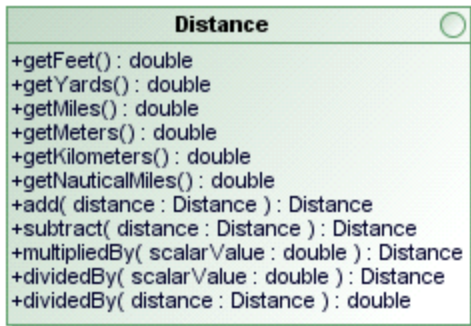 Distance
+getFeet() : double
+getYards() : double
+getMiles() : double
+getMeters() : double
+getKilometers() : double
+getNauticalMiles() : double
+add( distance : Distance ) : Distance
+subtract( distance : Distance ) : Distance
+multipliedBy( scalarValue : double ) : Distance
+dividedBy( scalarValue : double ) : Distance
+dividedBy( distance : Distance ) : double